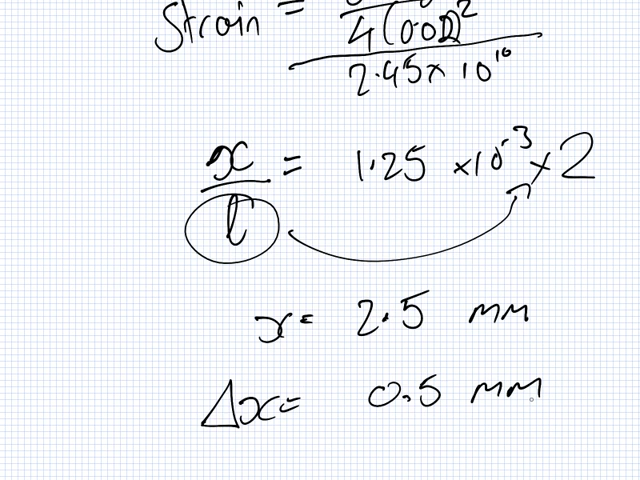 Strain =
4(0.02)²
2.45 × 10¹⁰
x/l = 1.25 × 10⁻³ × 2
x = 2.5 mm
Δx = 0.5 mm